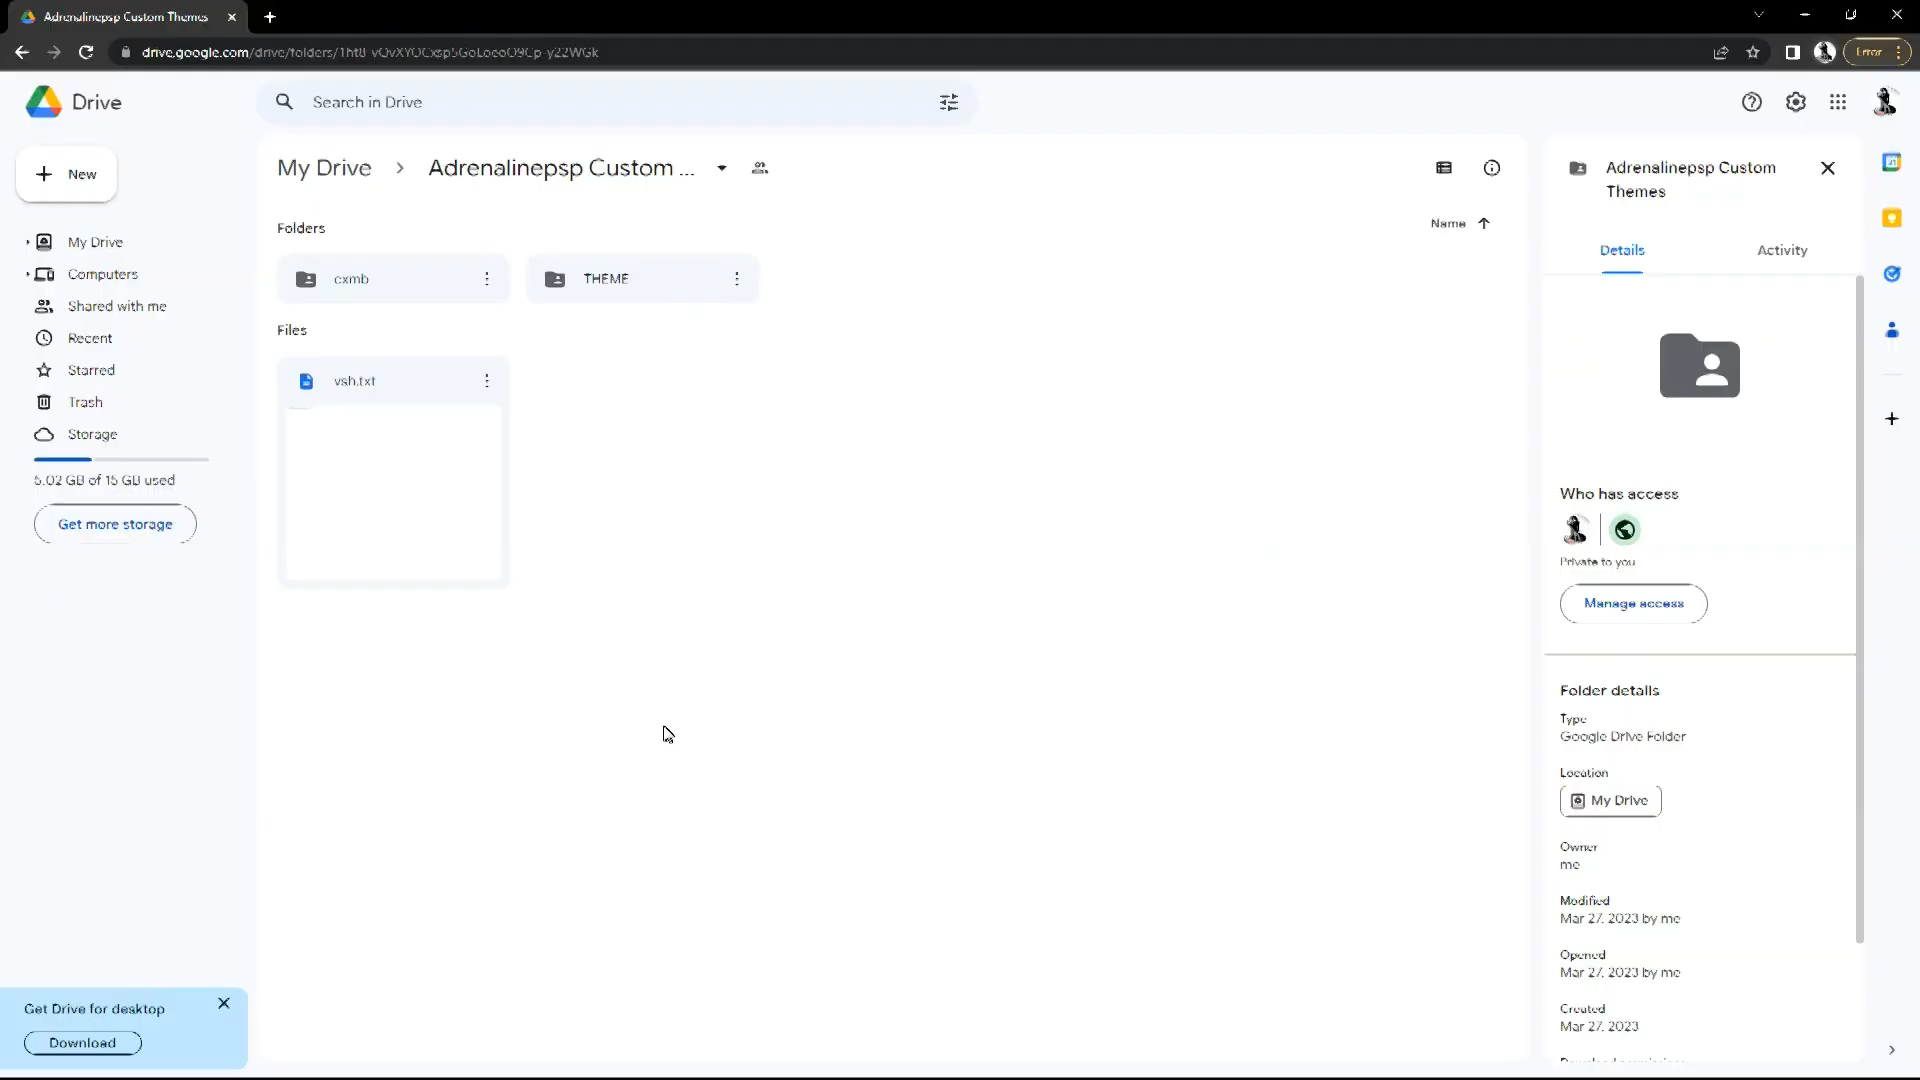 Adrenalinepsp Custom Themes
drive.google.com/drive/folders/
Error
Drive
Search in Drive
New
My Drive
Computers
Shared with me
Recent
Starred
Trash
Storage
5.02 GB of 15 GB used
Get more storage
Get Drive for desktop
Download
My Drive > Adrenalinepsp Custom ...
Folders
Name
cxmb
THEME
Files
vsh.txt
Adrenalinepsp Custom
Themes
Details
Activity
Who has access
Private to you
Manage access
Folder details
Type
Google Drive Folder
Location
My Drive
Owner
me
Modified
Mar 27, 2023 by me
Opened
Mar 27, 2023 by me
Created
Mar 27, 2023